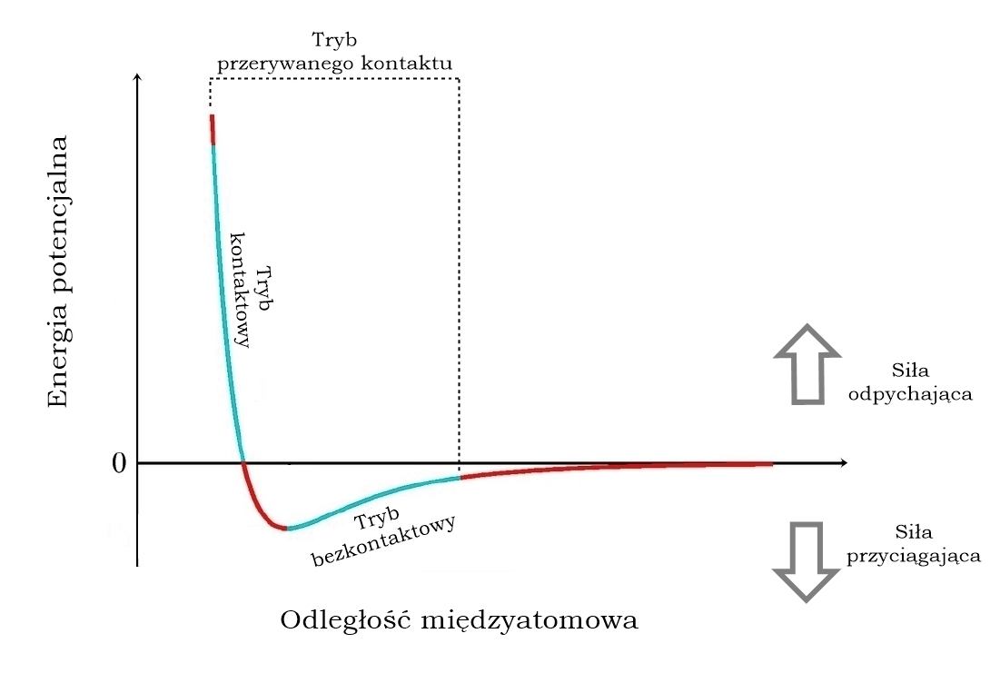 Tryb
przerywanego kontaktu
Energia potencjalna
Tryb
kontaktowy
Siła
odpychająca
0
Tryb
bezkontaktowy
Siła
przyciągająca
Odległość międzyatomowa